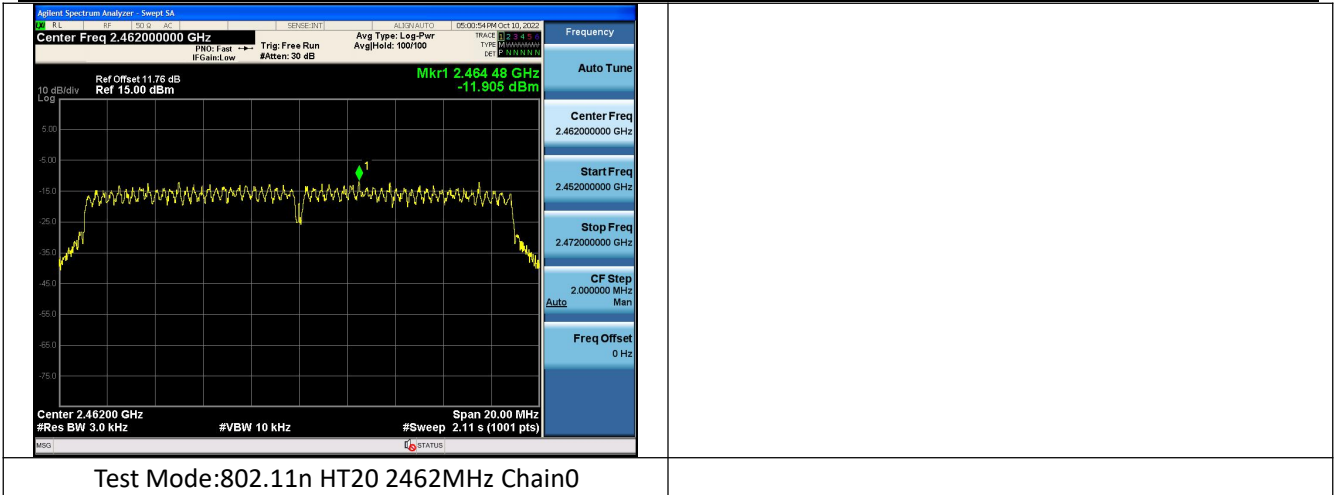 Agilent Spectrum Analyzer - Swept SA
RL RF 50 Ω AC SENSE:INT ALIGNAUTO 05:00:54 PM Oct 10, 2022
Center Freq 2.462000000 GHz
PNO: Fast
IFGain:Low
Trig: Free Run
#Atten: 30 dB
Avg Type: Log-Pwr
Avg|Hold: 100/100
TRACE 1 2 3 4 5 6
TYPE MWWWWW
DET P N N N N N
Ref Offset 11.76 dB
10 dB/div Ref 15.00 dBm
Log
Mkr1 2.464 48 GHz
-11.905 dBm
5.00
-5.00
-15.0
-25.0
-35.0
-45.0
-55.0
-65.0
-75.0
1
Center 2.46200 GHz Span 20.00 MHz
#Res BW 3.0 kHz #VBW 10 kHz #Sweep 2.11 s (1001 pts)
MSG STATUS
Frequency
Auto Tune
Center Freq
2.462000000 GHz
Start Freq
2.452000000 GHz
Stop Freq
2.472000000 GHz
CF Step
2.000000 MHz
Auto Man
Freq Offset
0 Hz
Test Mode:802.11n HT20 2462MHz Chain0